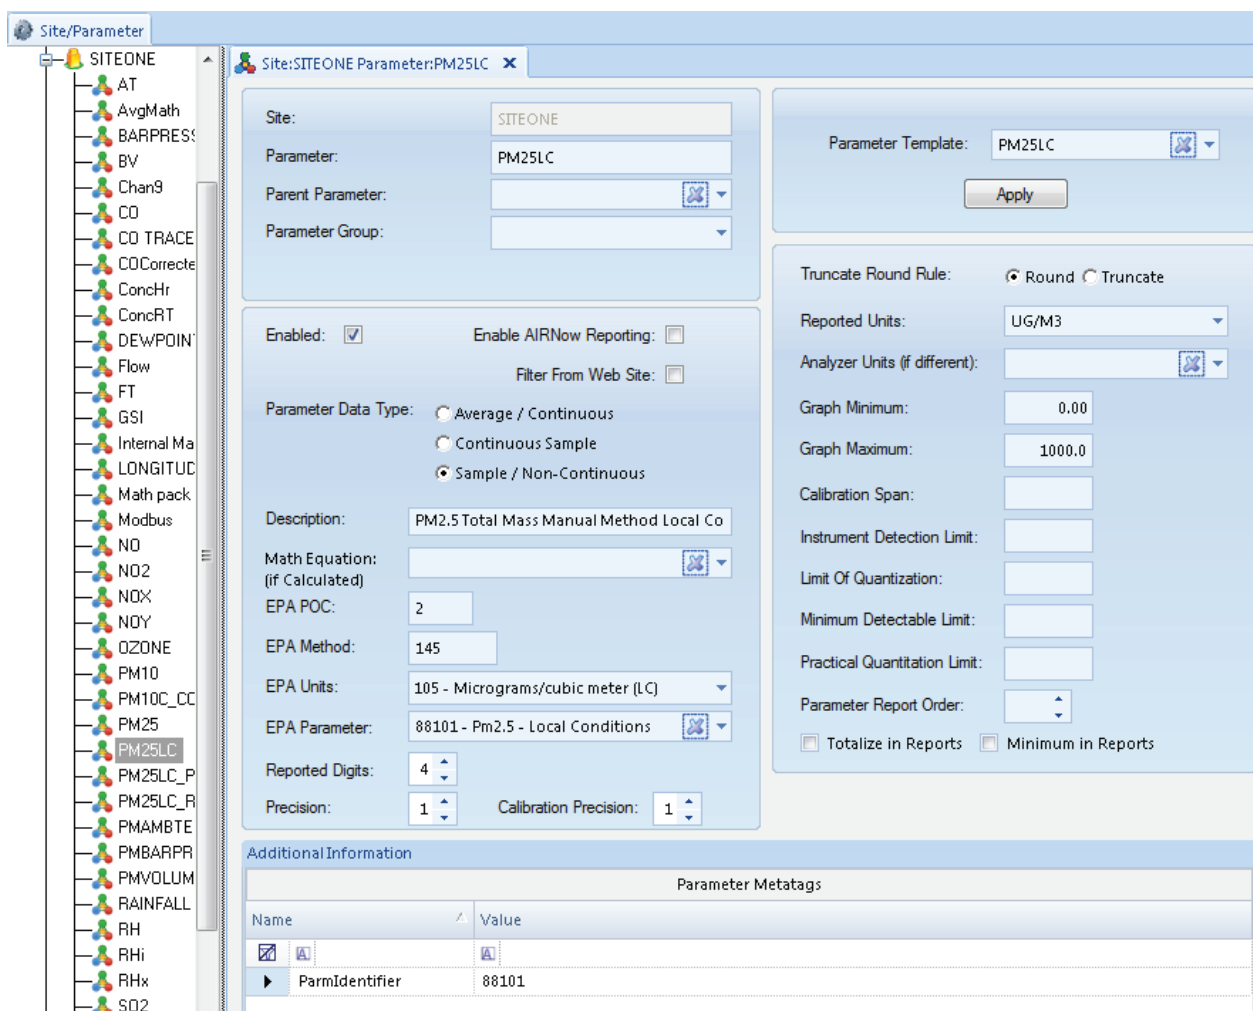 Site/Parameter
SITEONE
AT
AvgMath
BARPRESS
BV
Chan9
CO
CO TRACE
COCorrecte
ConcHr
ConcRT
DEWPOIN
Flow
FT
GSI
Internal Ma
LONGITUD
Math pack
Modbus
NO
NO2
NOX
NOY
OZONE
PM10
PM10C_CC
PM25
PM25LC
PM25LC_P
PM25LC_R
PMAMBTE
PMBARPR
PMVOLUM
RAINFALL
RH
RHi
RHx
SO2
Site:SITEONE Parameter:PM25LC
Site: SITEONE
Parameter: PM25LC
Parent Parameter:
Parameter Group:
Enabled: Enable AIRNow Reporting:
Filter From Web Site:
Parameter Data Type: Average / Continuous
Continuous Sample
Sample / Non-Continuous
Description: PM2.5 Total Mass Manual Method Local Co
Math Equation:
(if Calculated)
EPA POC: 2
EPA Method: 145
EPA Units: 105 - Micrograms/cubic meter (LC)
EPA Parameter: 88101 - Pm2.5 - Local Conditions
Reported Digits: 4
Precision: 1 Calibration Precision: 1
Parameter Template: PM25LC
Apply
Truncate Round Rule: Round Truncate
Reported Units: UG/M3
Analyzer Units (if different):
Graph Minimum: 0.00
Graph Maximum: 1000.0
Calibration Span:
Instrument Detection Limit:
Limit Of Quantization:
Minimum Detectable Limit:
Practical Quantitation Limit:
Parameter Report Order:
Totalize in Reports Minimum in Reports
Additional Information
Parameter Metatags
Name Value
A A
ParmIdentifier 88101